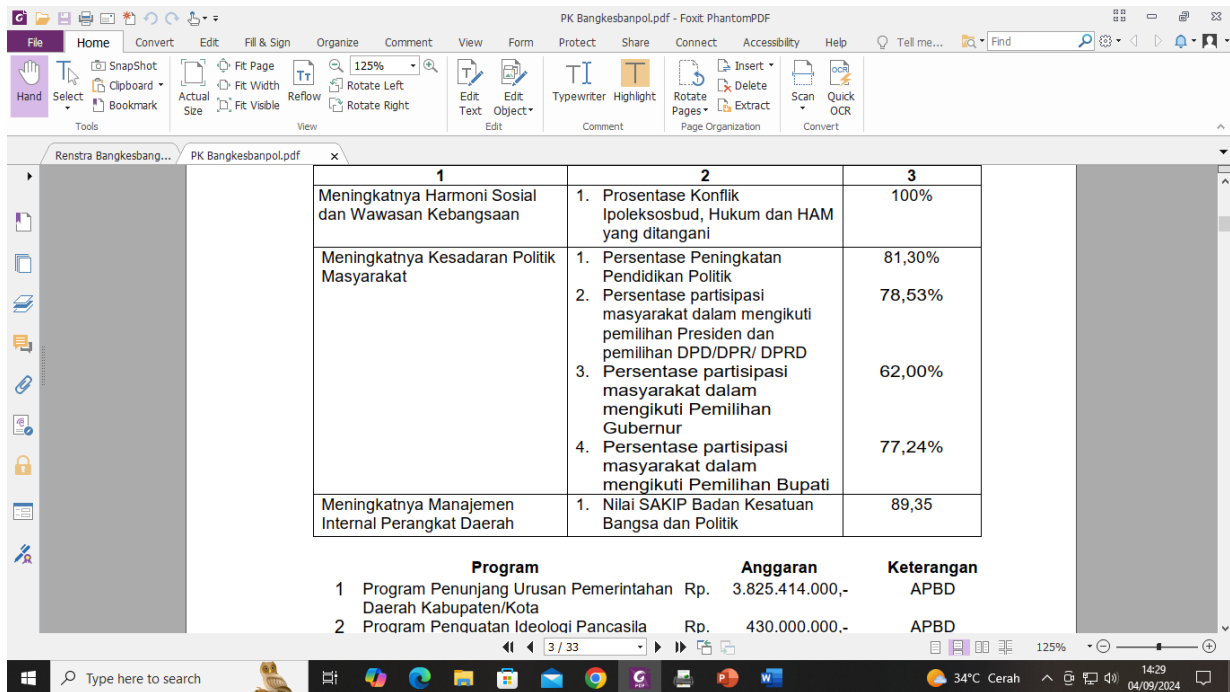 PK Bangkesbanpol.pdf - Foxit PhantomPDF
File Home Convert Edit Fill & Sign Organize Comment View Form Protect Share Connect Accessibility Help Tell me... Find
Hand
Select
SnapShot
Clipboard
Bookmark
Tools
Actual Size
Fit Page
Fit Width
Fit Visible
Reflow
125%
Rotate Left
Rotate Right
View
Edit Text
Edit Object
Edit
Typewriter
Highlight
Comment
Rotate Pages
Insert
Delete
Extract
Page Organization
Scan
Quick OCR
Convert
Renstra Bangkesbang... PK Bangkesbanpol.pdf x
1 2 3
Meningkatnya Harmoni Sosial
dan Wawasan Kebangsaan
1. Prosentase Konflik 100%
Ipoleksosbud, Hukum dan HAM
yang ditangani
Meningkatnya Kesadaran Politik
Masyarakat
1. Persentase Peningkatan 81,30%
Pendidikan Politik
2. Persentase partisipasi 78,53%
masyarakat dalam mengikuti
pemilihan Presiden dan
pemilihan DPD/DPR/ DPRD
3. Persentase partisipasi 62,00%
masyarakat dalam
mengikuti Pemilihan
Gubernur
4. Persentase partisipasi 77,24%
masyarakat dalam
mengikuti Pemilihan Bupati
Meningkatnya Manajemen
Internal Perangkat Daerah
1. Nilai SAKIP Badan Kesatuan 89,35
Bangsa dan Politik
Program Anggaran Keterangan
1 Program Penunjang Urusan Pemerintahan Rp. 3.825.414.000,- APBD
Daerah Kabupaten/Kota
2 Program Penguatan Ideologi Pancasila Rp. 430.000.000,- APBD
3 / 33
125%
Type here to search
34°C Cerah
14:29
04/09/2024